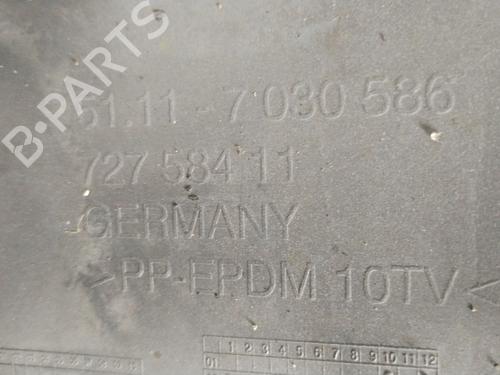 51.11-7 030 586
727 584 11
GERMANY
>PP-EPDM 10TV<
1 2 3 4 5 6 7 8 9 10 11 12
01
B-PARTS